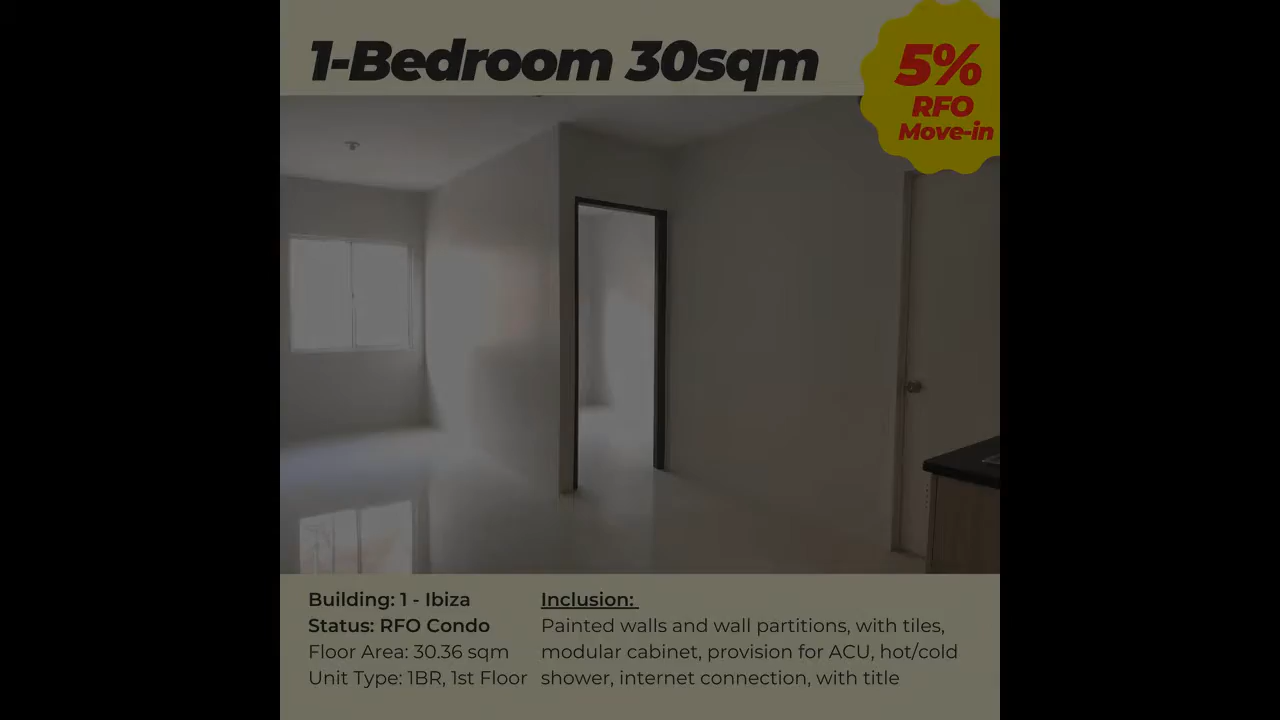 1-Bedroom 30sqm
5%
RFO
Move-in
Building: 1 - Ibiza
Status: RFO Condo
Floor Area: 30.36 sqm
Unit Type: 1BR, 1st Floor
Inclusion:
Painted walls and wall partitions, with tiles,
modular cabinet, provision for ACU, hot/cold
shower, internet connection, with title